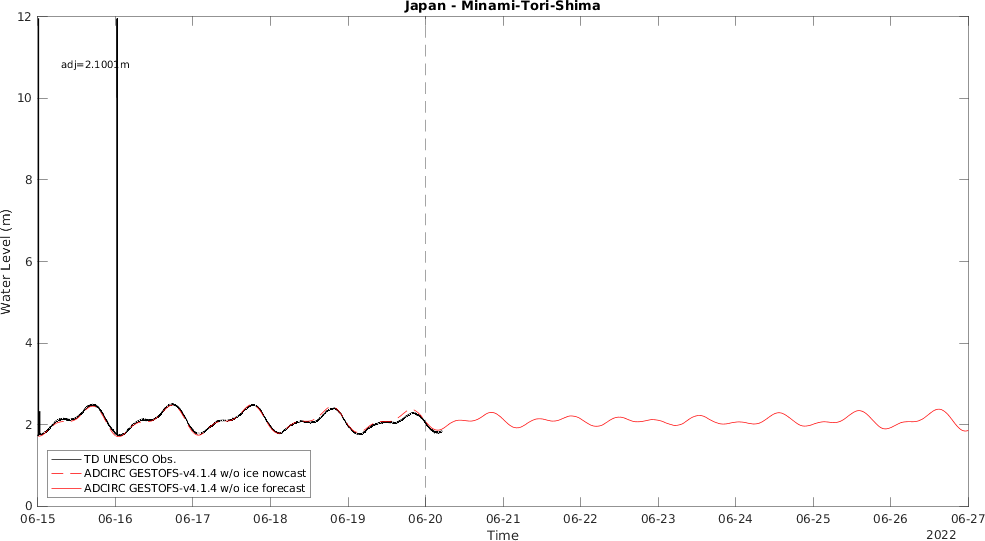 Japan - Minami-Tori-Shima
12
adj=2.1001m
10
8
6
4
2
0
Water Level (m)
TD UNESCO Obs.
ADCIRC GESTOFS-v4.1.4 w/o ice nowcast
ADCIRC GESTOFS-v4.1.4 w/o ice forecast
06-15 06-16 06-17 06-18 06-19 06-20 06-21 06-22 06-23 06-24 06-25 06-26 06-27
Time
2022